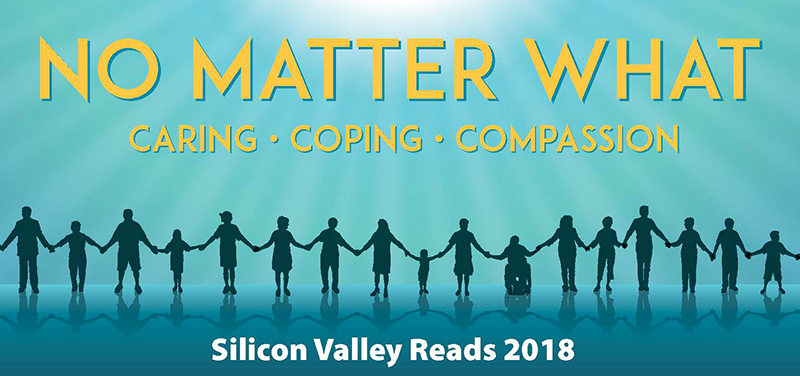 NO MATTER WHAT
CARING • COPING • COMPASSION
Silicon Valley Reads 2018